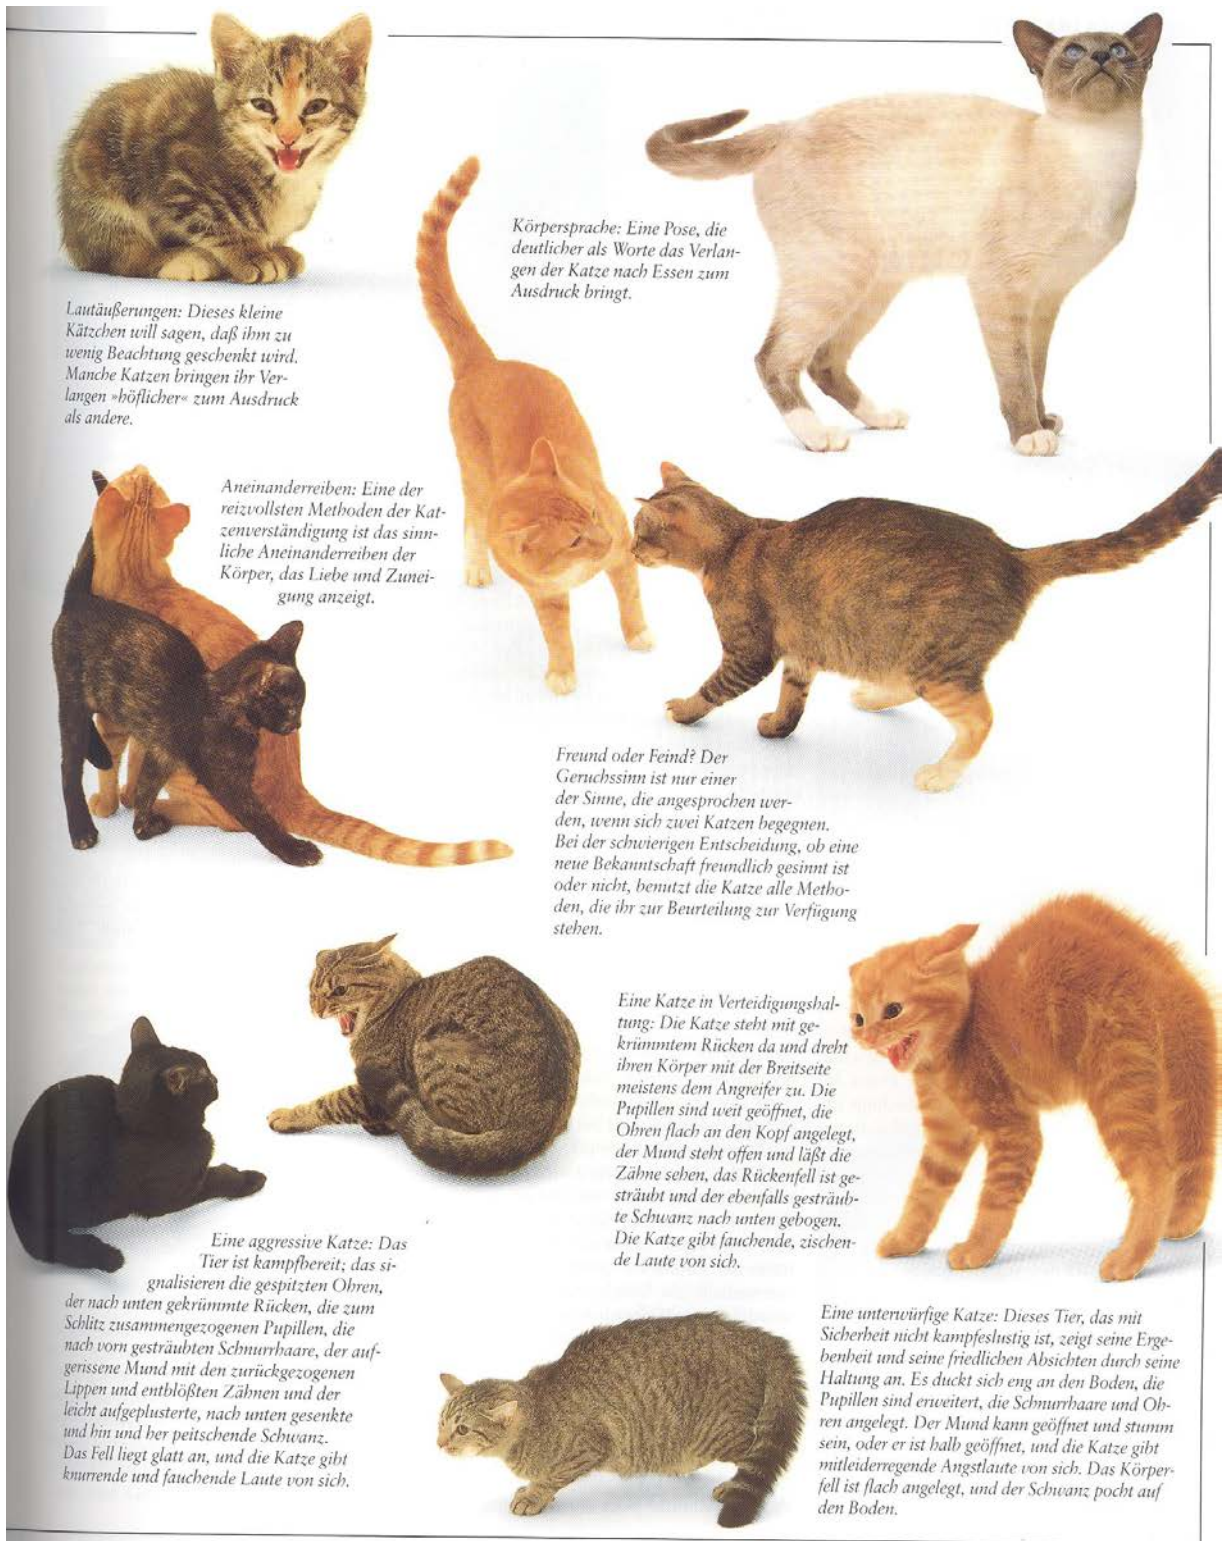 Lautäußerungen: Dieses kleine
Kätzchen will sagen, daß ihm zu
wenig Beachtung geschenkt wird.
Manche Katzen bringen ihr Ver-
langen »höflicher« zum Ausdruck
als andere.
Körpersprache: Eine Pose, die
deutlicher als Worte das Verlan-
gen der Katze nach Essen zum
Ausdruck bringt.
Aneinanderreiben: Eine der
reizvollsten Methoden der Kat-
zenverständigung ist das sinn-
liche Aneinanderreiben der
Körper, das Liebe und Zunei-
gung anzeigt.
Freund oder Feind? Der
Geruchssinn ist nur einer
der Sinne, die angesprochen wer-
den, wenn sich zwei Katzen begegnen.
Bei der schwierigen Entscheidung, ob eine
neue Bekanntschaft freundlich gesinnt ist
oder nicht, benutzt die Katze alle Metho-
den, die ihr zur Beurteilung zur Verfügung
stehen.
Eine Katze in Verteidigungshal-
tung: Die Katze steht mit ge-
krümmtem Rücken da und dreht
ihren Körper mit der Breitseite
meistens dem Angreifer zu. Die
Pupillen sind weit geöffnet, die
Ohren flach an den Kopf angelegt,
der Mund steht offen und läßt die
Zähne sehen, das Rückenfell ist ge-
sträubt und der ebenfalls gesträub-
te Schwanz nach unten gebogen.
Die Katze gibt fauchende, zischen-
de Laute von sich.
Eine aggressive Katze: Das
Tier ist kampfbereit; das si-
gnalisieren die gespitzten Ohren,
der nach unten gekrümmte Rücken, die zum
Schlitz zusammengezogenen Pupillen, die
nach vorn gesträubten Schnurrhaare, der auf-
gerissene Mund mit den zurückgezogenen
Lippen und entblößten Zähnen und der
leicht aufgeplusterte, nach unten gesenkte
und hin und her peitschende Schwanz.
Das Fell liegt glatt an, und die Katze gibt
knurrende und fauchende Laute von sich.
Eine unterwürfige Katze: Dieses Tier, das mit
Sicherheit nicht kampfeslustig ist, zeigt seine Erge-
benheit und seine friedlichen Absichten durch seine
Haltung an. Es duckt sich eng an den Boden, die
Pupillen sind erweitert, die Schnurrhaare und Oh-
ren angelegt. Der Mund kann geöffnet und stumm
sein, oder er ist halb geöffnet, und die Katze gibt
mitleiderregende Angstlaute von sich. Das Körper-
fell ist flach angelegt, und der Schwanz pocht auf
den Boden.